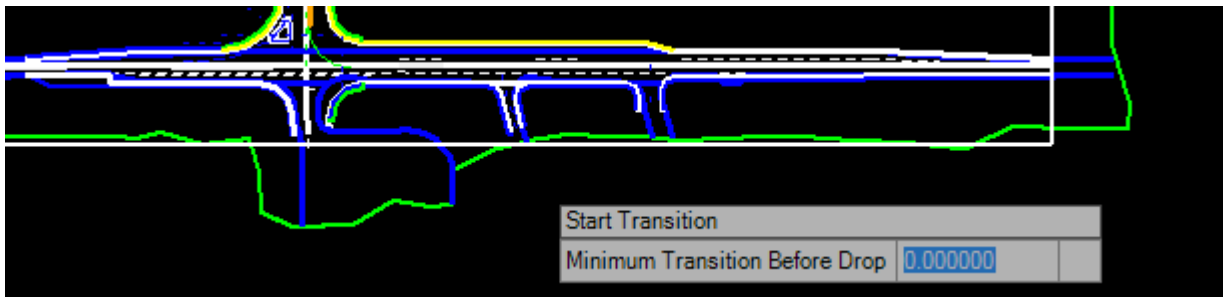 Start Transition
Minimum Transition Before Drop 0.000000